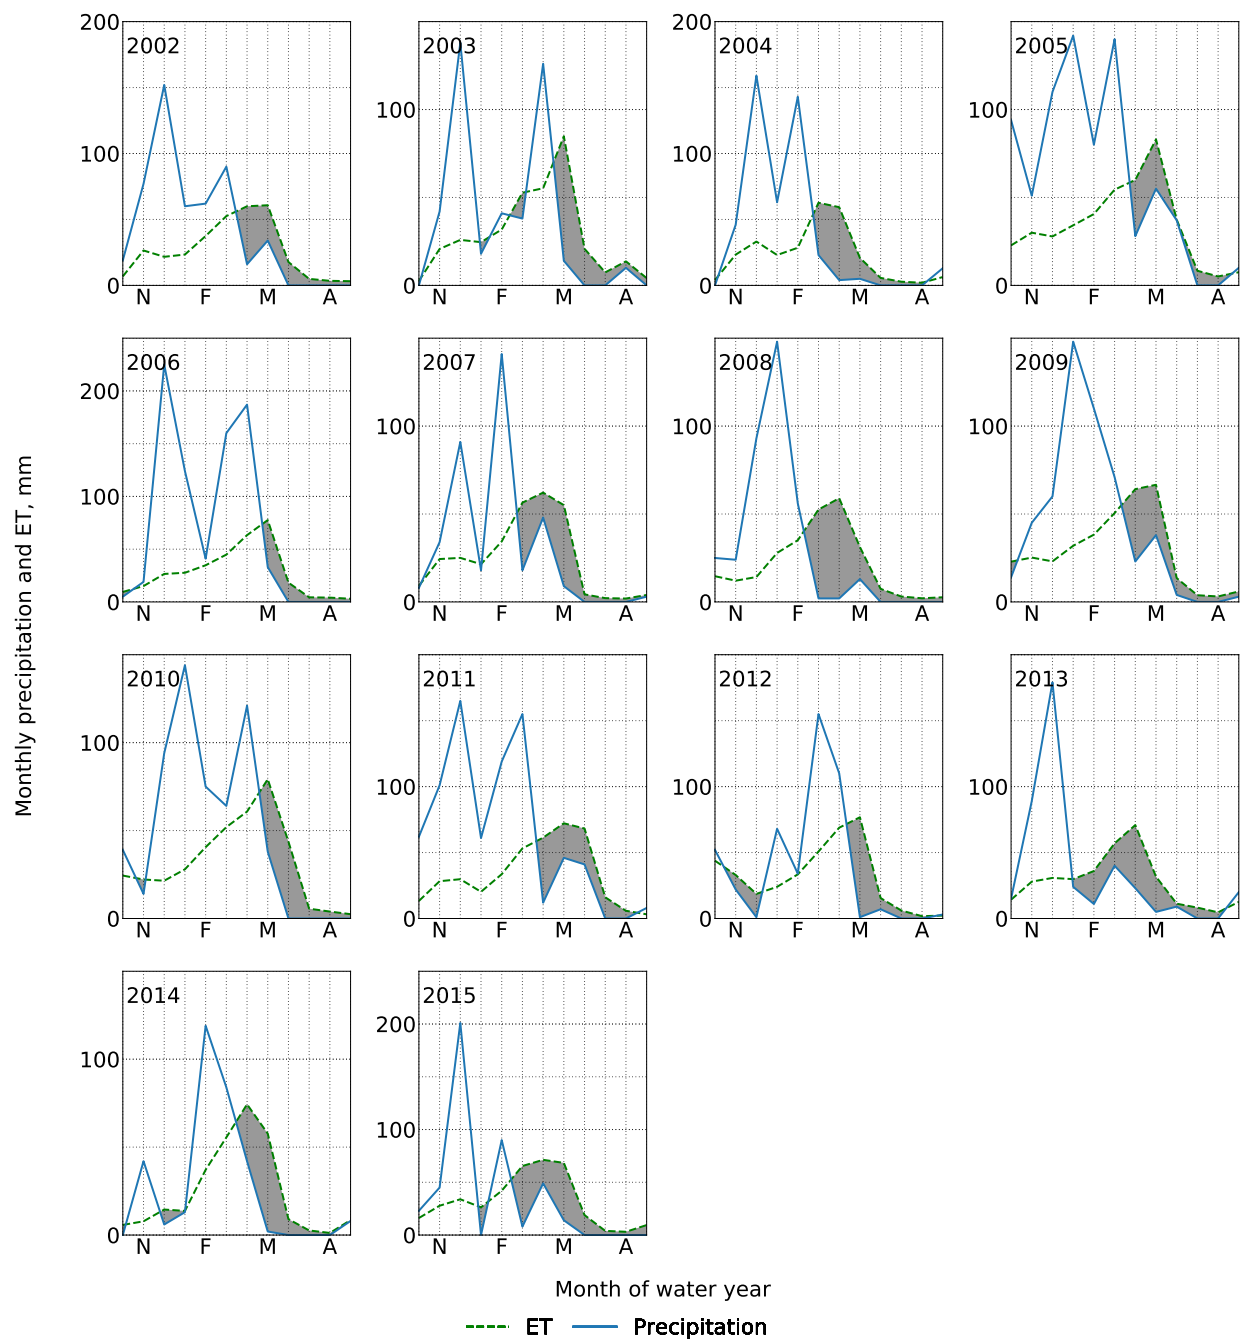 2002 2003 2004 2005
200 200
100 100 100 100
0 0 0 0
N F M A N F M A N F M A N F M A
2006 2007 2008 2009
200
100 100 100 100
0 0 0 0
N F M A N F M A N F M A N F M A
Monthly precipitation and ET, mm
2010 2011 2012 2013
100 100 100 100
0 0 0 0
N F M A N F M A N F M A N F M A
2014 2015
200
100 100
0 0
N F M A N F M A
Month of water year
ET Precipitation